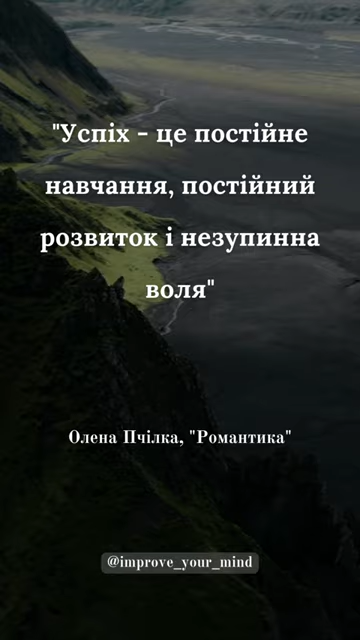 "Успіх - це постійне
навчання, постійний
розвиток і незупинна
воля"
Олена Пчілка, "Романтика"
@improve_your_mind